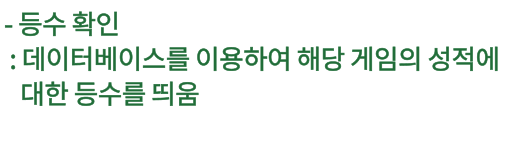 - 등수 확인
: 데이터베이스를 이용하여 해당 게임의 성적에
대한 등수를 띄움